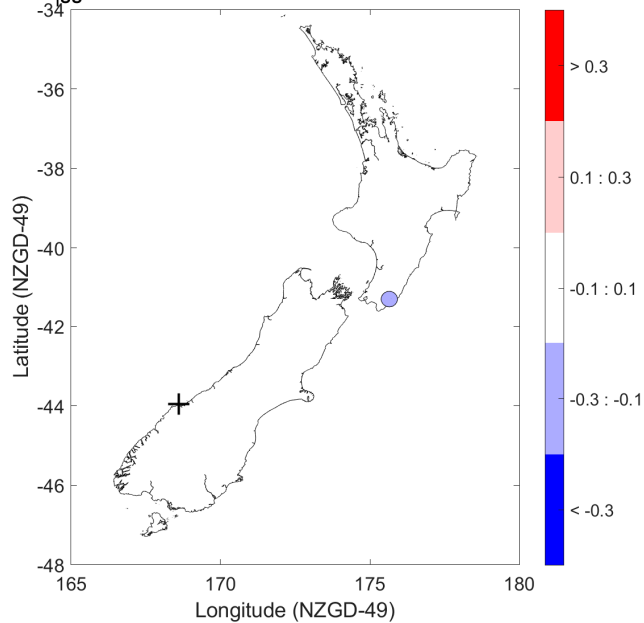 -34
-36
-38
-40
-42
-44
-46
-48
165
170
175
180
Latitude (NZGD-49)
Longitude (NZGD-49)
> 0.3
0.1 : 0.3
-0.1 : 0.1
-0.3 : -0.1
< -0.3